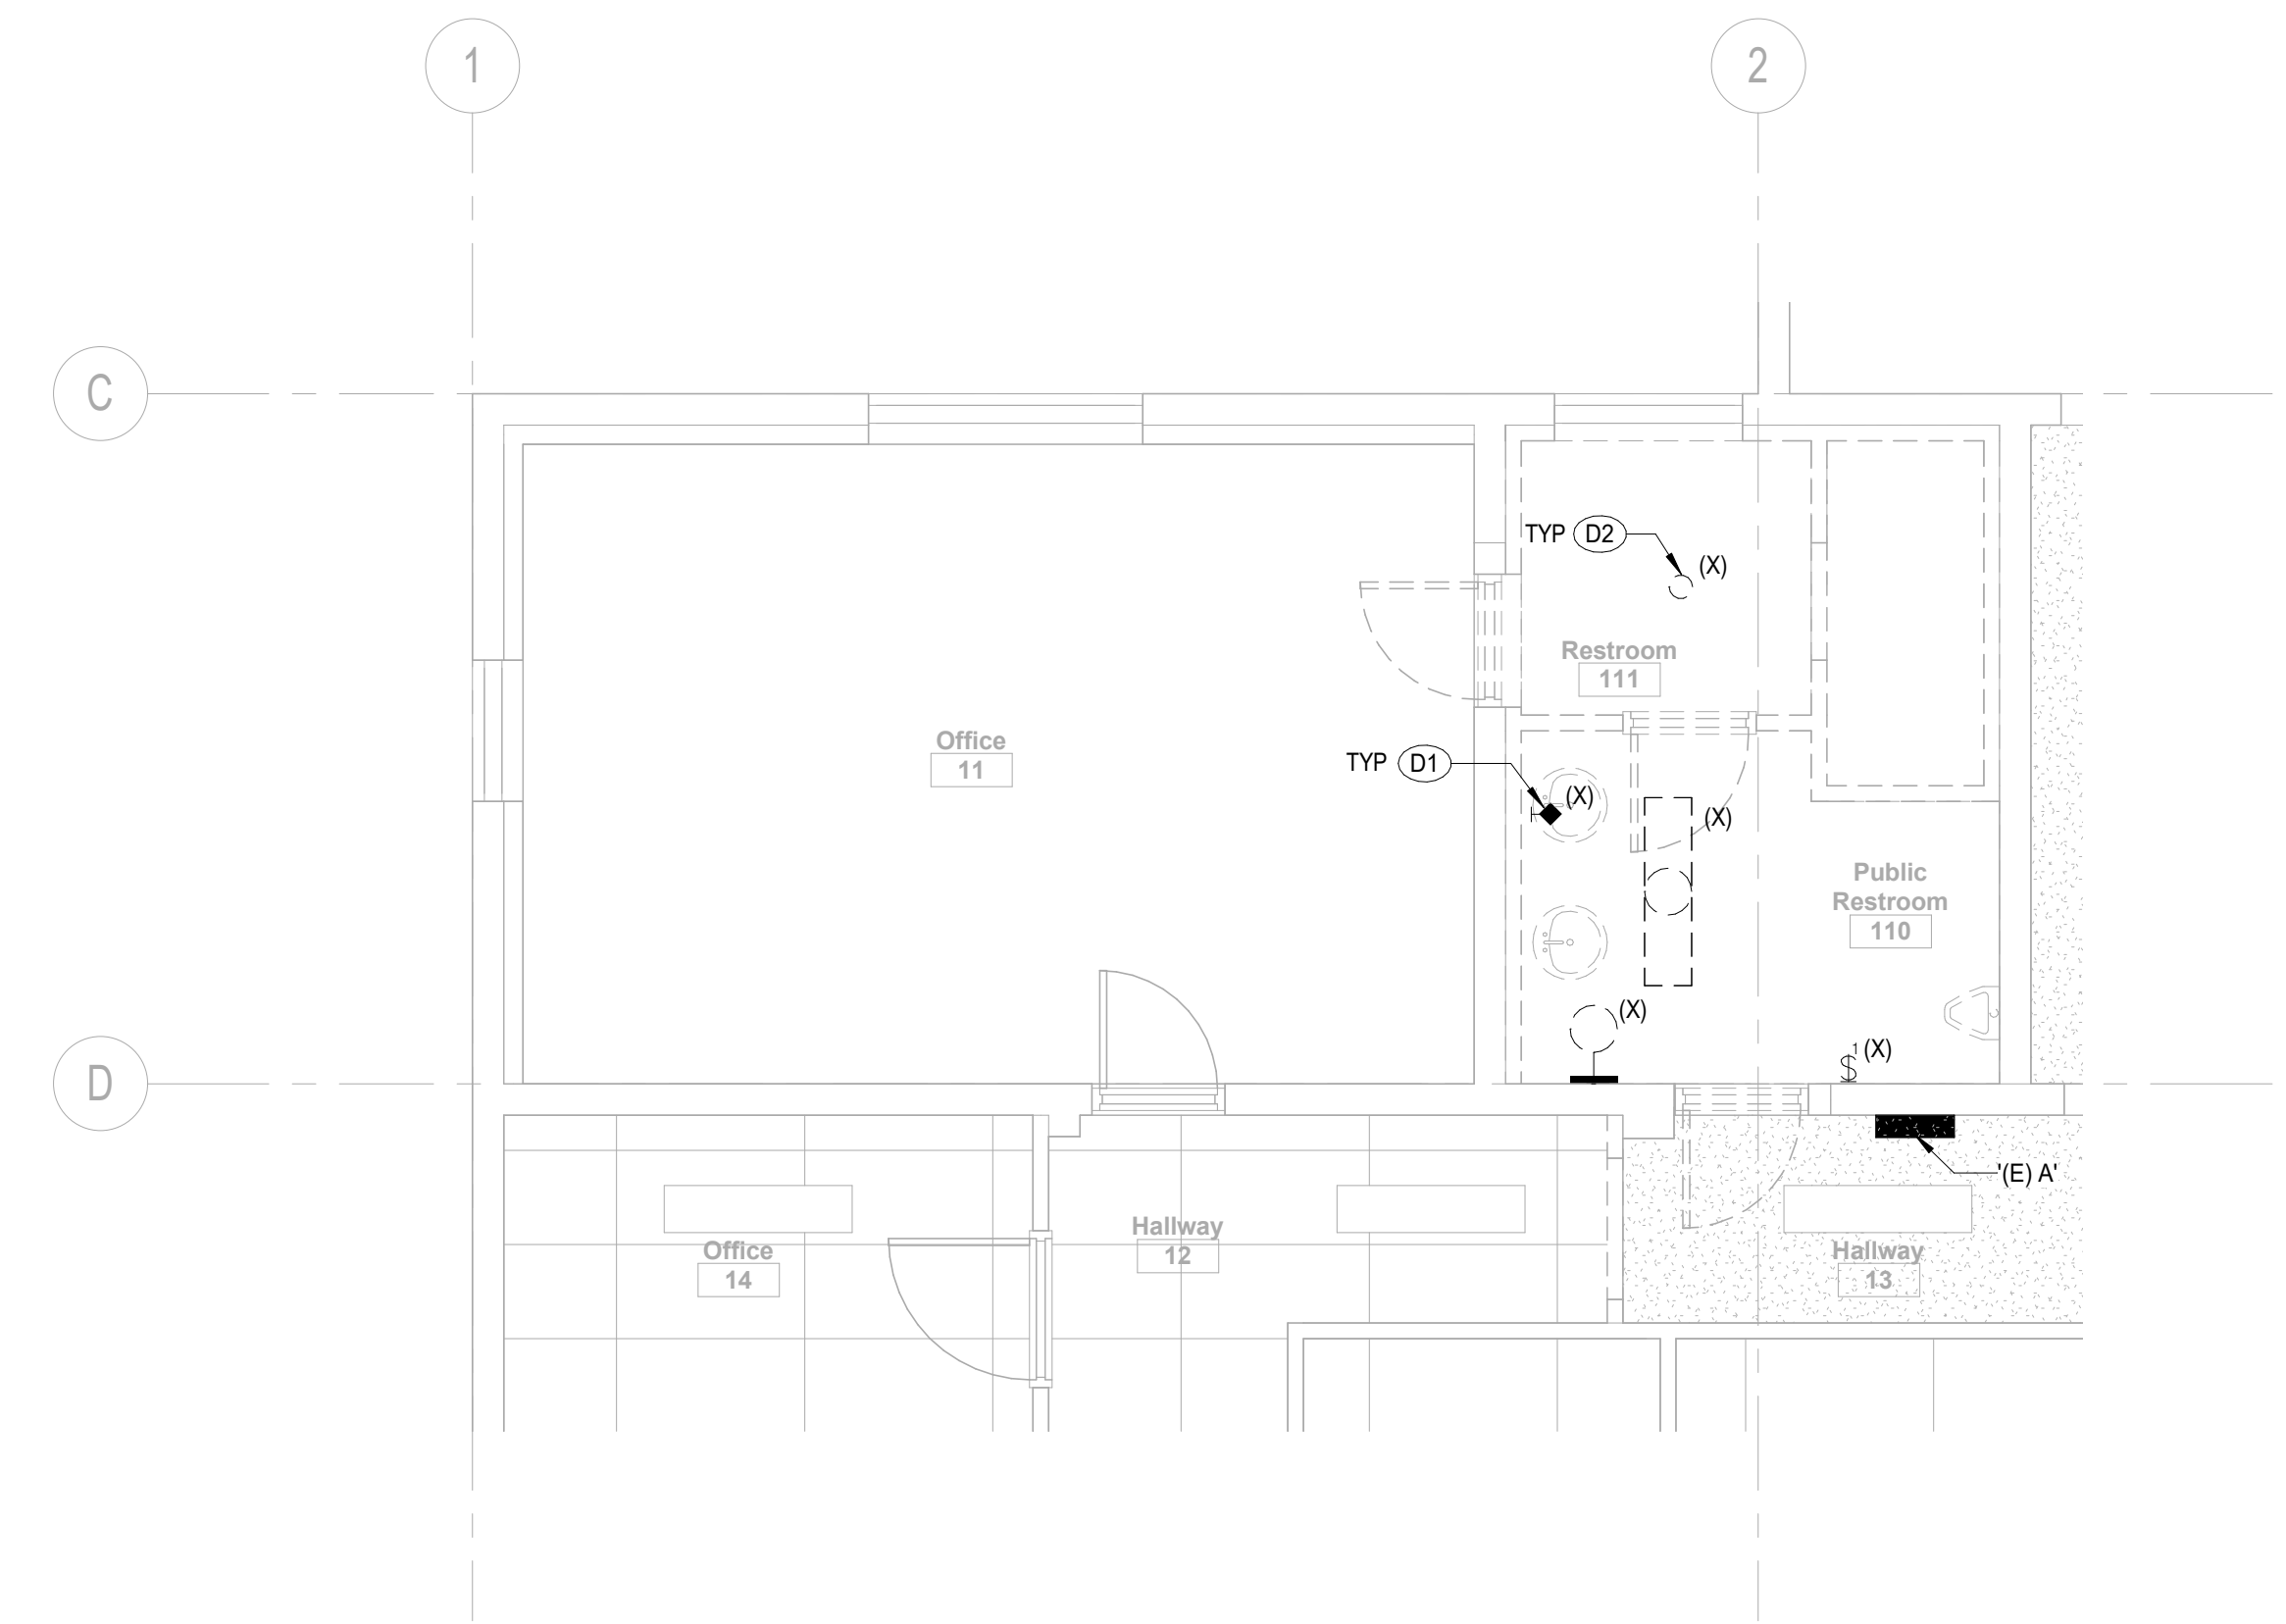 1
2
C
TYP D2
(X)
Restroom
111
Office
11
TYP D1
(X)
(X)
Public
Restroom
110
(X)
$ 1 (X)
D
'(E) A'
Hallway
12
Office
14
Hallway
13